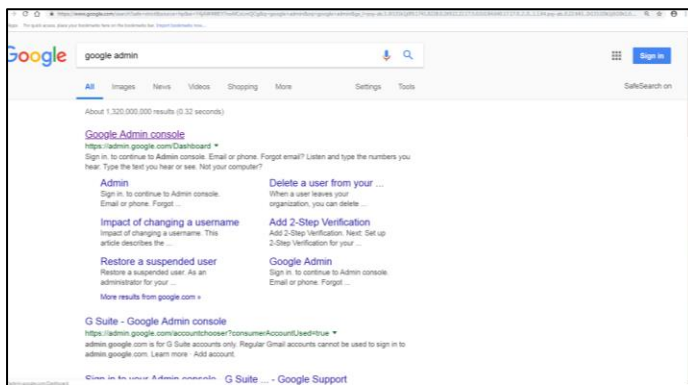 Google
google admin
Sign in
All Images News Videos Shopping More Settings Tools
SafeSearch on
About 1,320,000,000 results (0.32 seconds)
Google Admin console
https://admin.google.com/Dashboard
Sign in. to continue to Admin console. Email or phone. Forgot email? Listen and type the numbers you
hear. Type the text you hear or see. Not your computer?
Admin
Sign in. to continue to Admin console.
Email or phone. Forgot ...
Delete a user from your ...
When a user leaves your
organization, you can delete ...
Impact of changing a username
Impact of changing a username. This
article describes the ...
Add 2-Step Verification
Add 2-Step Verification. Next: Set up
2-Step Verification for your ...
Restore a suspended user
Restore a suspended user. As an
administrator for your ...
Google Admin
Sign in. to continue to Admin console.
Email or phone. Forgot ...
More results from google.com »
G Suite - Google Admin console
https://admin.google.com/accountchooser?consumerAccountUsed=true
admin.google.com is for G Suite accounts only. Regular Gmail accounts cannot be used to sign in to
admin.google.com. Learn more · Add account.
Sign in to your Admin console - G Suite ... - Google Support